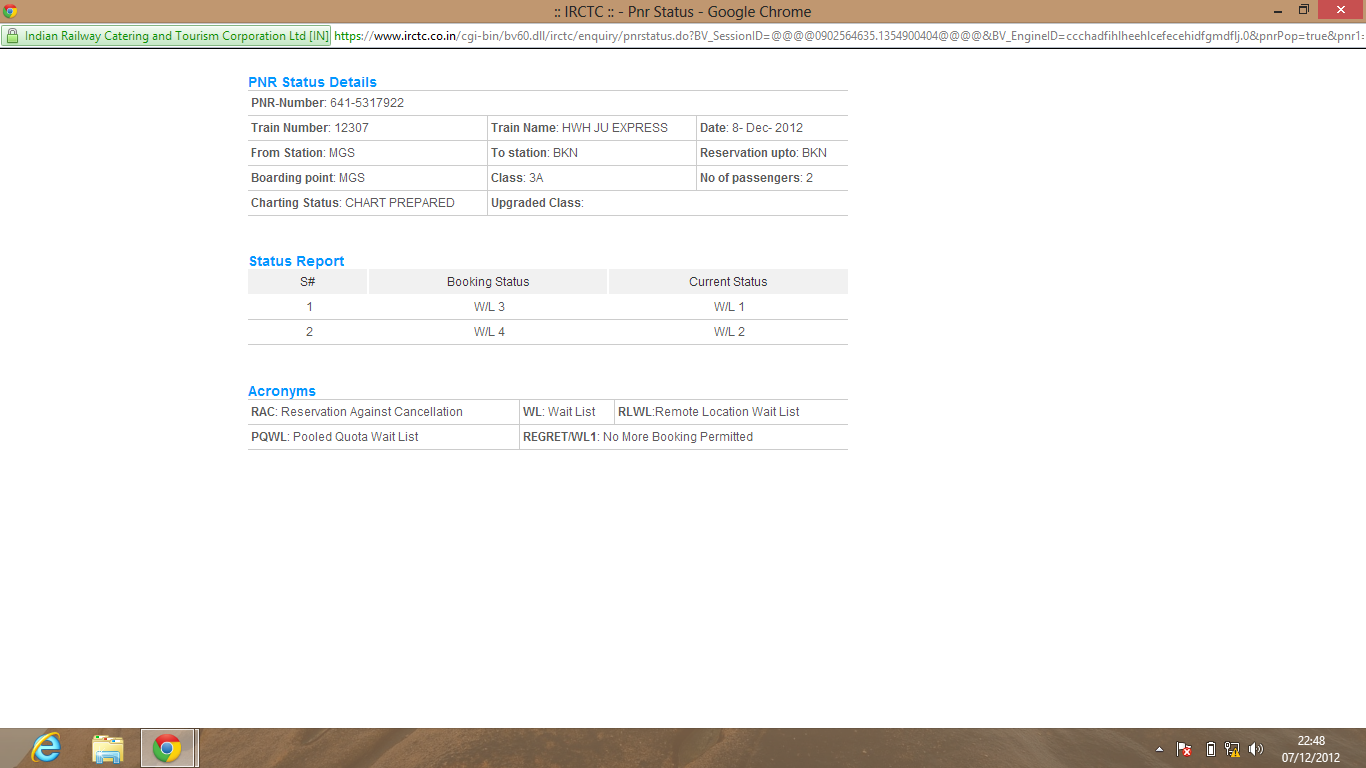 :: IRCTC :: - Pnr Status - Google Chrome
Indian Railway Catering and Tourism Corporation Ltd [IN] https://www.irctc.co.in/cgi-bin/bv60.dll/irctc/enquiry/pnrstatus.do?BV_SessionID=@@@@0902564635.1354900404@@@@&BV_EngineID=ccchadfihlheehlcefecehidfgmdflj.0&pnrPop=true&pnr1=
PNR Status Details
PNR-Number: 641-5317922
Train Number: 12307 Train Name: HWH JU EXPRESS Date: 8- Dec- 2012
From Station: MGS To station: BKN Reservation upto: BKN
Boarding point: MGS Class: 3A No of passengers: 2
Charting Status: CHART PREPARED Upgraded Class:
Status Report
S# Booking Status Current Status
1 W/L 3 W/L 1
2 W/L 4 W/L 2
Acronyms
RAC: Reservation Against Cancellation WL: Wait List RLWL:Remote Location Wait List
PQWL: Pooled Quota Wait List REGRET/WL1: No More Booking Permitted
22:48
07/12/2012